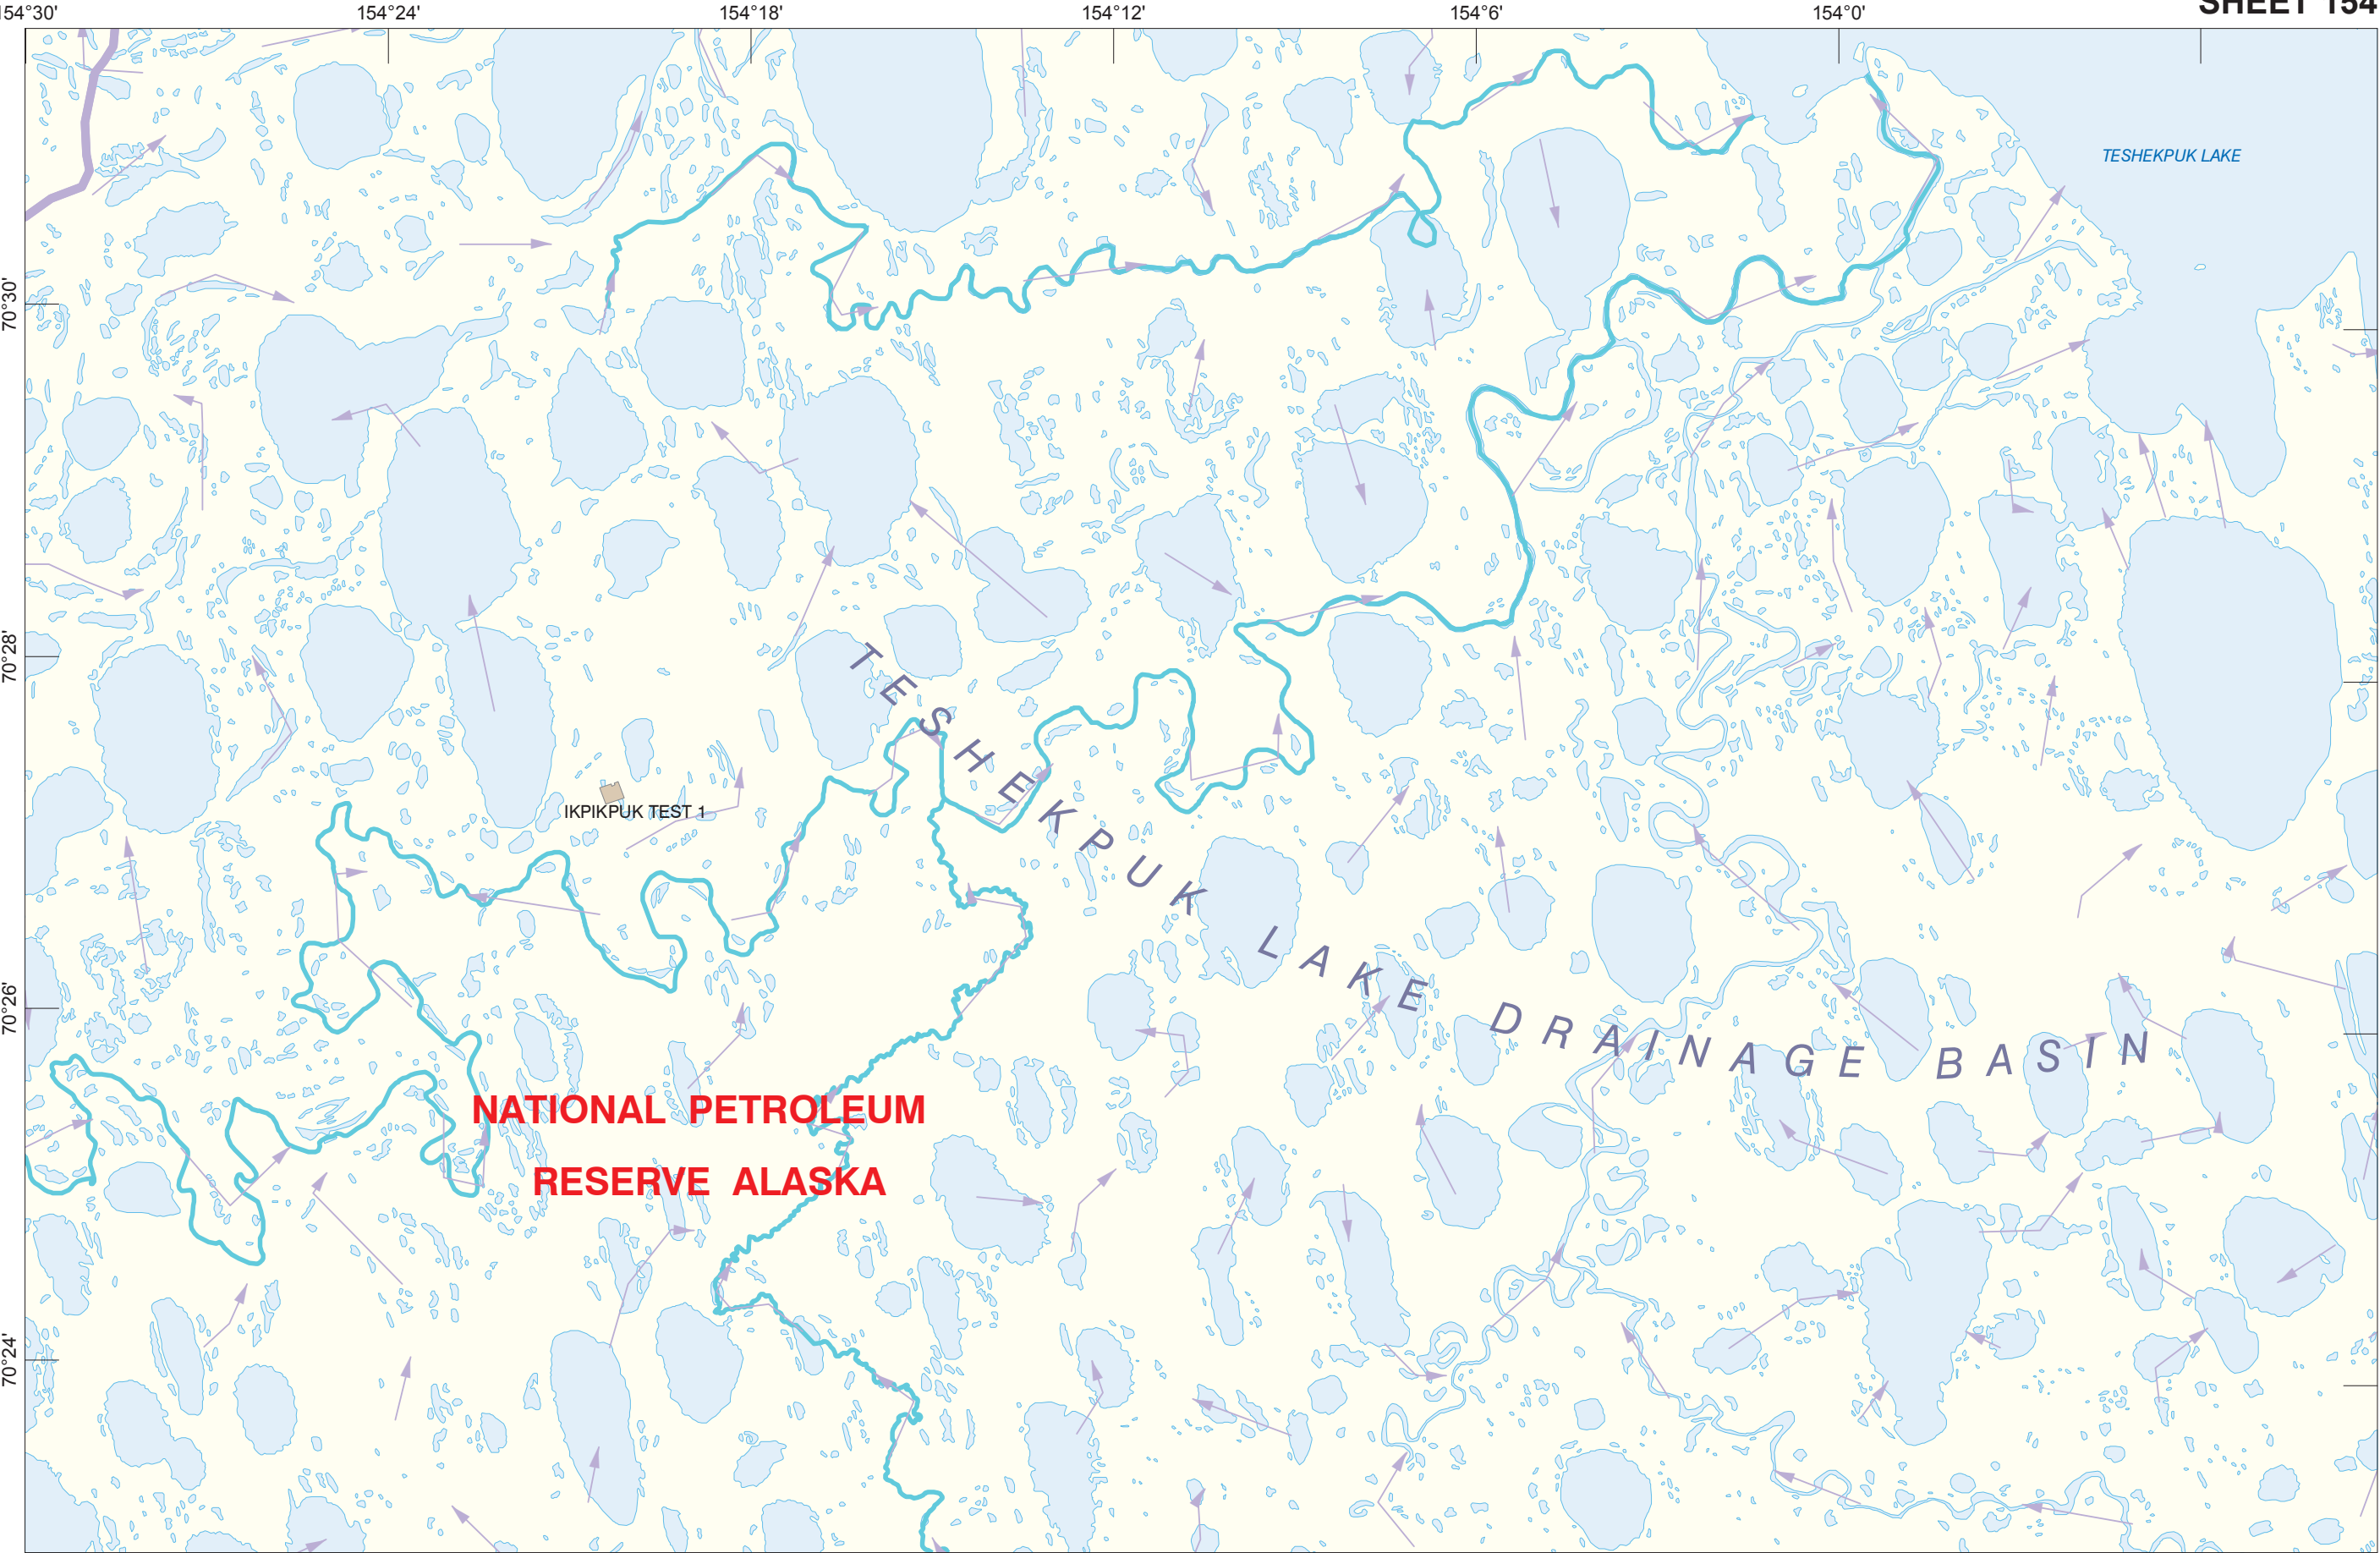 154°30' 154°24' 154°18' 154°12' 154°6' 154°0' SHEET 154
TESHEKPUK LAKE
70°30'
70°28'
IKPIKPUK TEST 1
TESHEKPUK LAKE DRAINAGE BASIN
70°26'
NATIONAL PETROLEUM
RESERVE ALASKA
70°24'